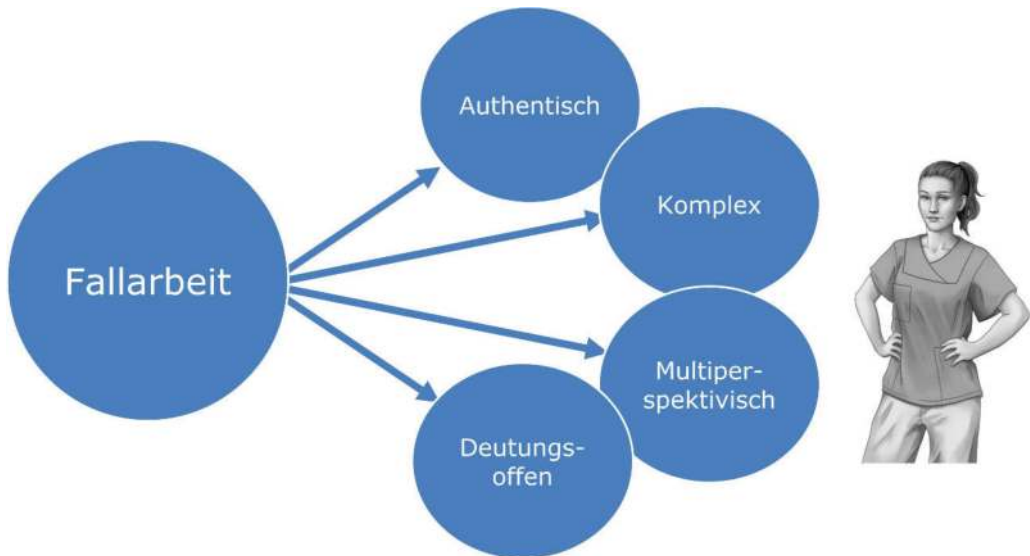 Fallarbeit
Authentisch
Komplex
Multiper-
spektivisch
Deutungs-
offen